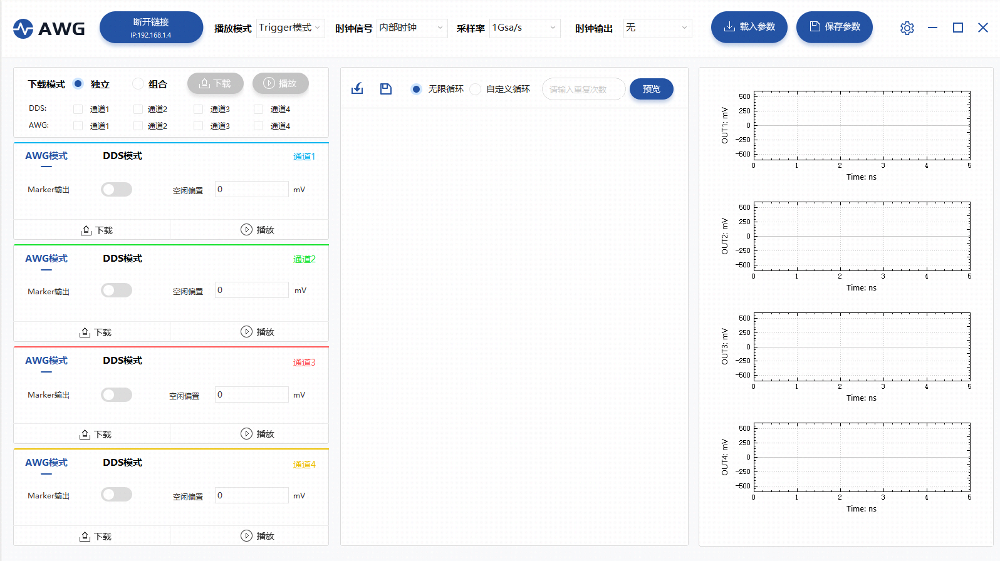 AWG
断开链接
IP:192.168.1.4
播放模式 Trigger模式
时钟信号 内部时钟
采样率 1Gsa/s
时钟输出 无
载入参数
保存参数
下载模式 独立 组合 下载 播放
DDS: 通道1 通道2 通道3 通道4
AWG: 通道1 通道2 通道3 通道4
AWG模式 DDS模式 通道1
Marker输出 空闲偏置 0 mV
下载 播放
AWG模式 DDS模式 通道2
Marker输出 空闲偏置 0 mV
下载 播放
AWG模式 DDS模式 通道3
Marker输出 空闲偏置 0 mV
下载 播放
AWG模式 DDS模式 通道4
Marker输出 空闲偏置 0 mV
下载 播放
无限循环 自定义循环 请输入重复次数 预览
OUT1: mV
500
250
0
-250
-500
0 1 2 3 4 5
Time: ns
OUT2: mV
500
250
0
-250
-500
0 1 2 3 4 5
Time: ns
OUT3: mV
500
250
0
-250
-500
0 1 2 3 4 5
Time: ns
OUT4: mV
500
250
0
-250
-500
0 1 2 3 4 5
Time: ns